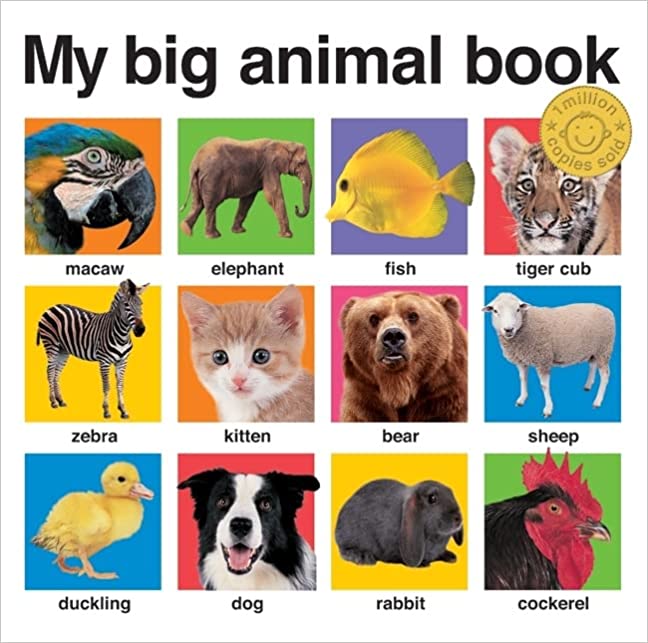 My big animal book
1 million
copies sold
macaw elephant fish tiger cub
zebra kitten bear sheep
duckling dog rabbit cockerel